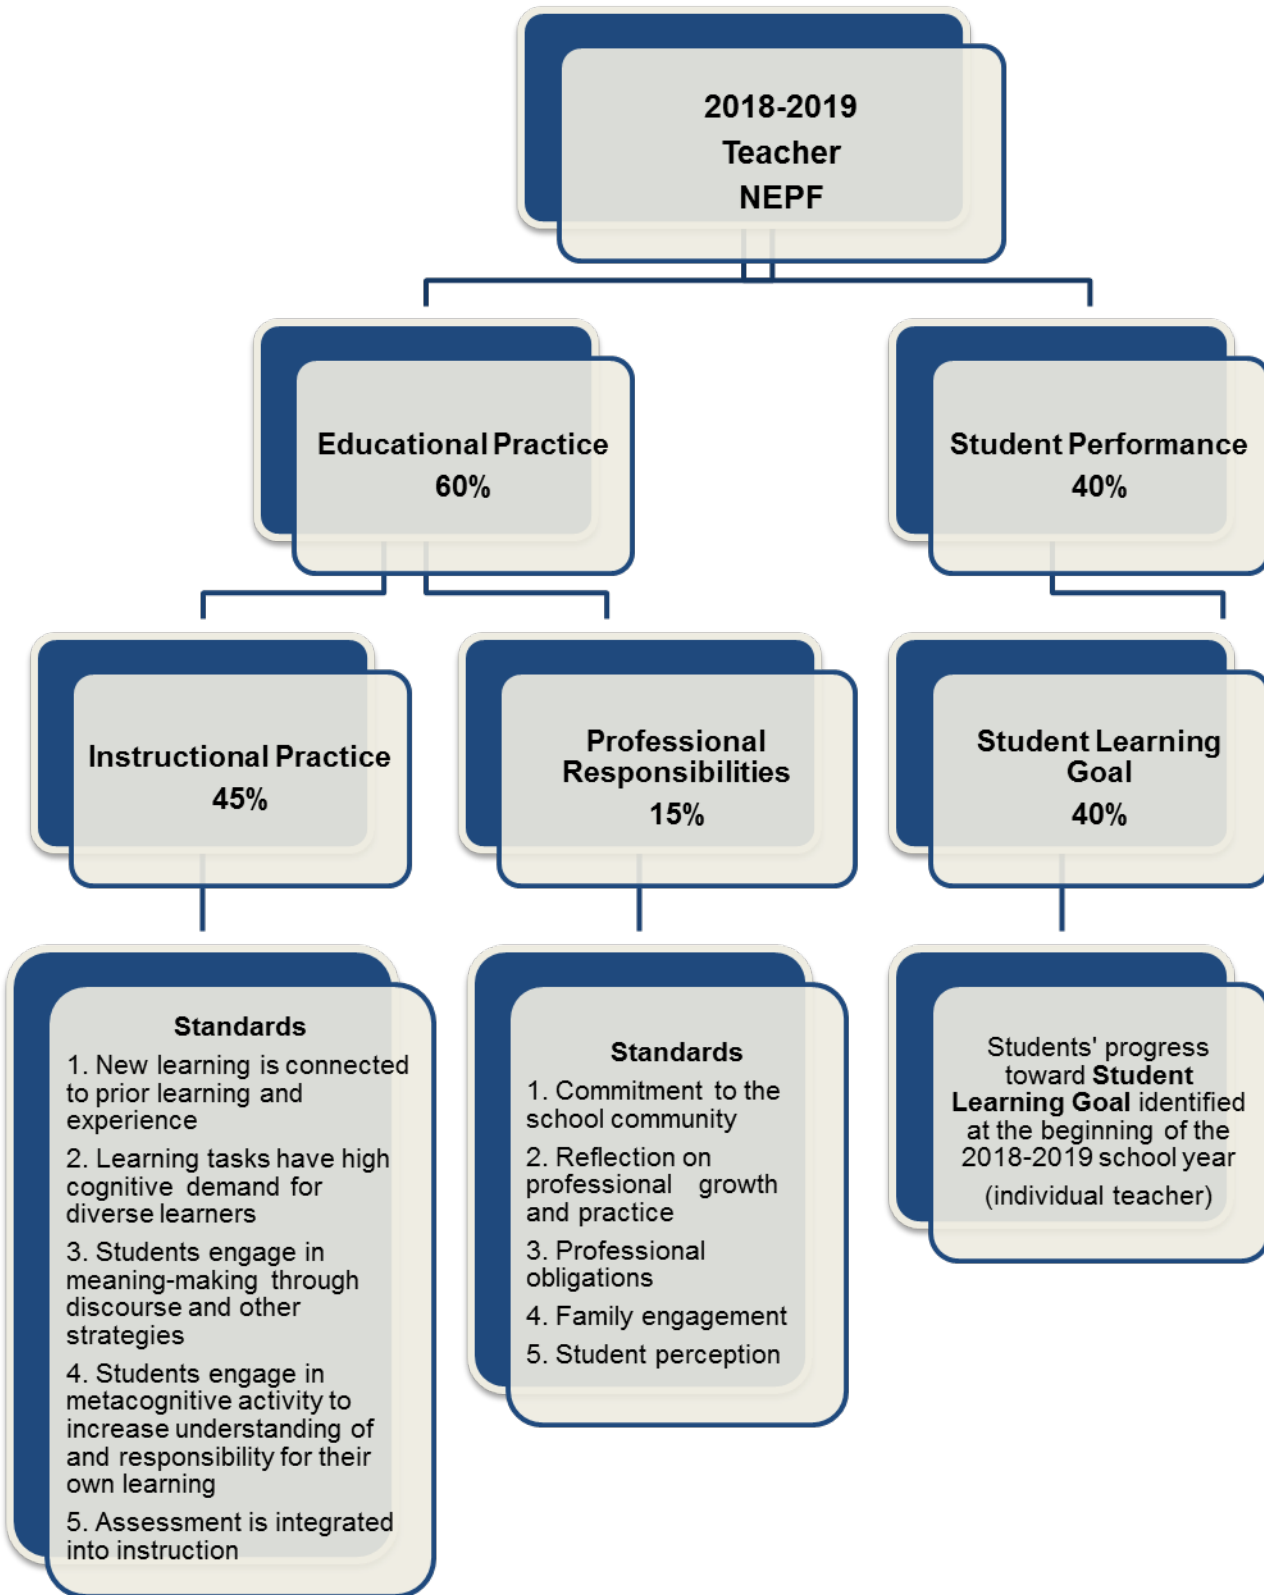 2018-2019
Teacher
NEPF
Educational Practice
60%
Student Performance
40%
Instructional Practice
45%
Professional
Responsibilities
15%
Student Learning
Goal
40%
Standards
1. New learning is connected
to prior learning and
experience
2. Learning tasks have high
cognitive demand for
diverse learners
3. Students engage in
meaning-making through
discourse and other
strategies
4. Students engage in
metacognitive activity to
increase understanding of
and responsibility for their
own learning
5. Assessment is integrated
into instruction
Standards
1. Commitment to the
school community
2. Reflection on
professional growth
and practice
3. Professional
obligations
4. Family engagement
5. Student perception
Students' progress
toward Student
Learning Goal identified
at the beginning of the
2018-2019 school year
(individual teacher)